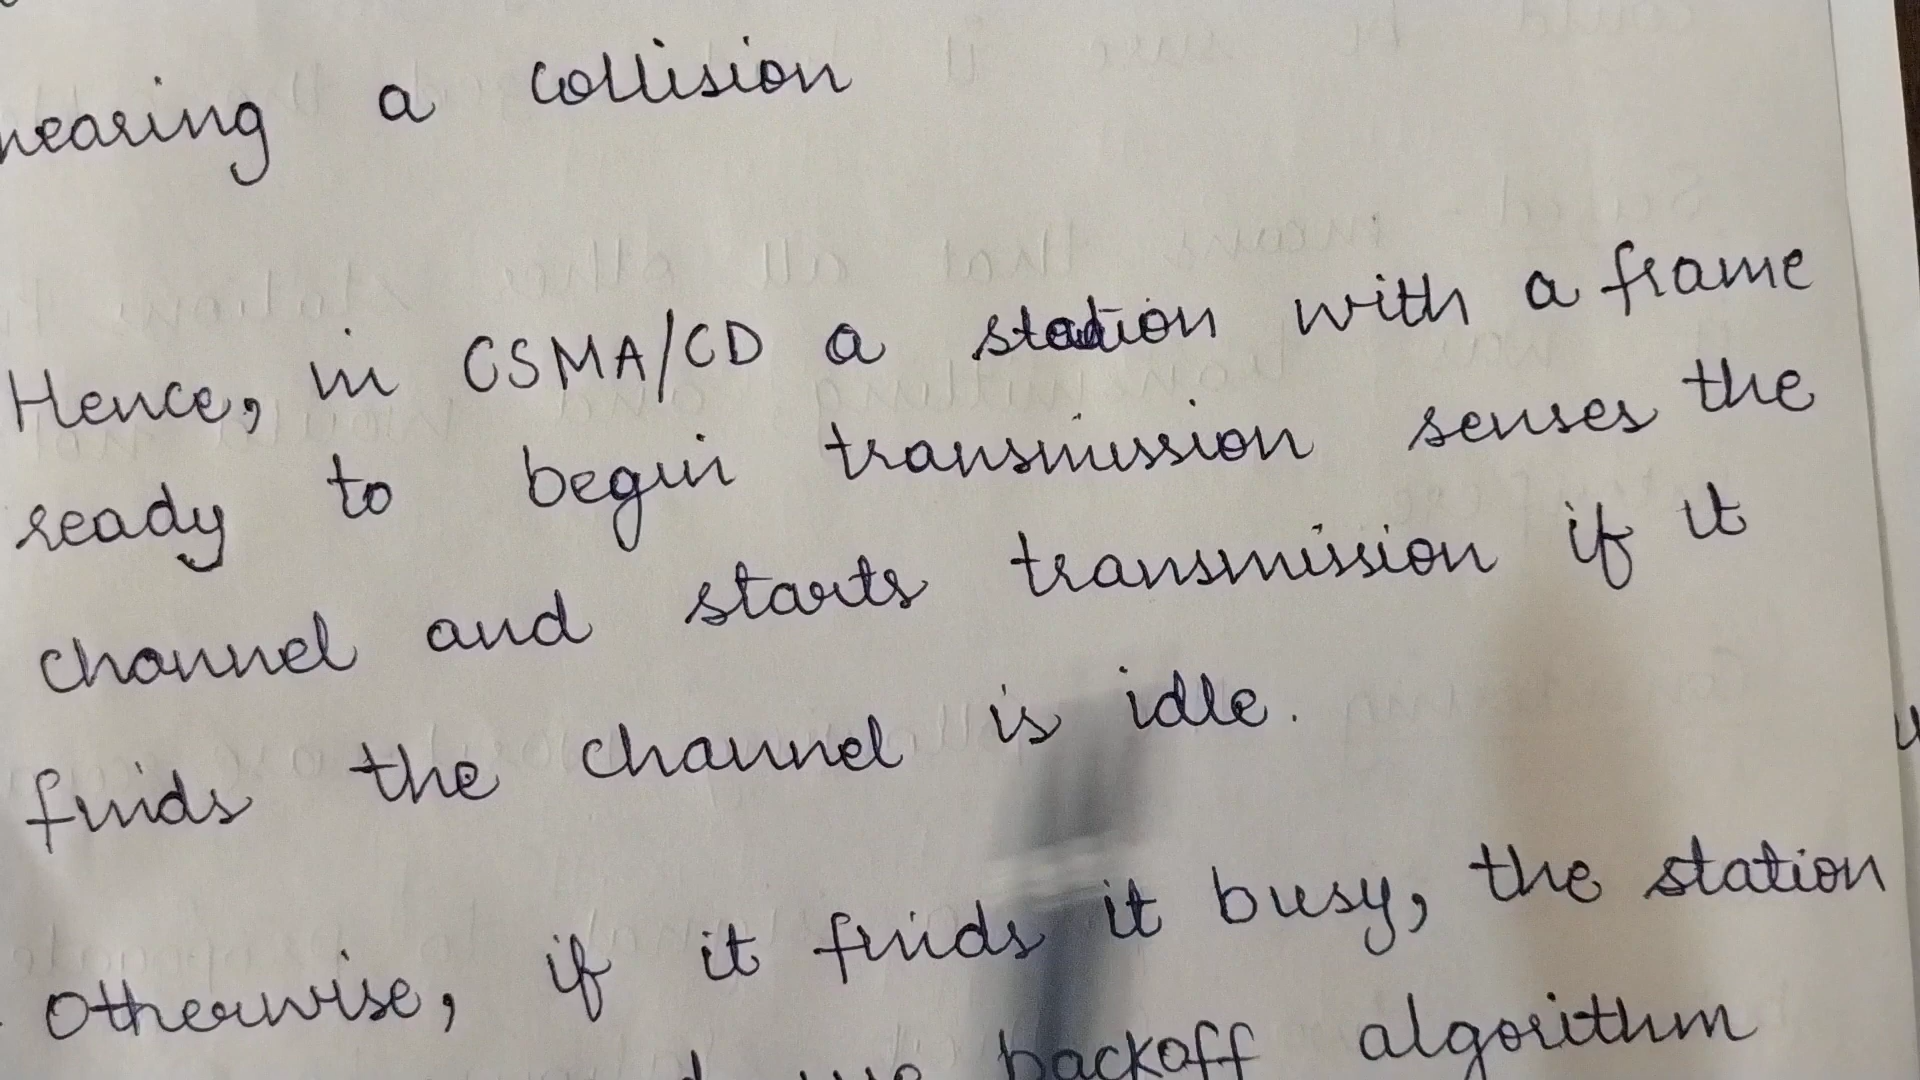 hearing a collision
Hence, in CSMA/CD a station with a frame
ready to begin transmission senses the
channel and starts transmission if it
finds the channel is idle.
Otherwise, if it finds it busy, the station
use backoff algorithm